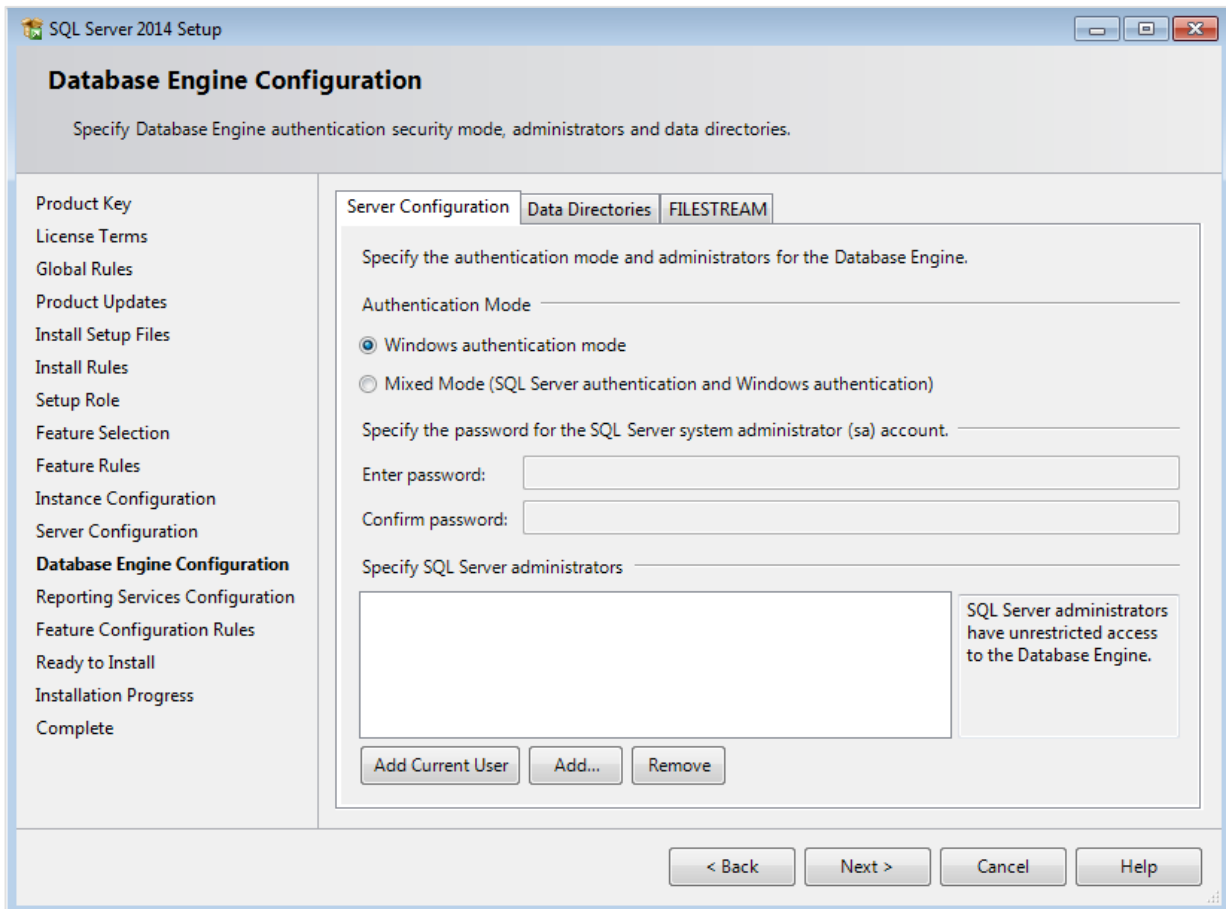 SQL Server 2014 Setup
Database Engine Configuration
Specify Database Engine authentication security mode, administrators and data directories.
Product Key
License Terms
Global Rules
Product Updates
Install Setup Files
Install Rules
Setup Role
Feature Selection
Feature Rules
Instance Configuration
Server Configuration
Database Engine Configuration
Reporting Services Configuration
Feature Configuration Rules
Ready to Install
Installation Progress
Complete
Server Configuration Data Directories FILESTREAM
Specify the authentication mode and administrators for the Database Engine.
Authentication Mode
Windows authentication mode
Mixed Mode (SQL Server authentication and Windows authentication)
Specify the password for the SQL Server system administrator (sa) account.
Enter password:
Confirm password:
Specify SQL Server administrators
SQL Server administrators
have unrestricted access
to the Database Engine.
Add Current User Add... Remove
< Back Next > Cancel Help